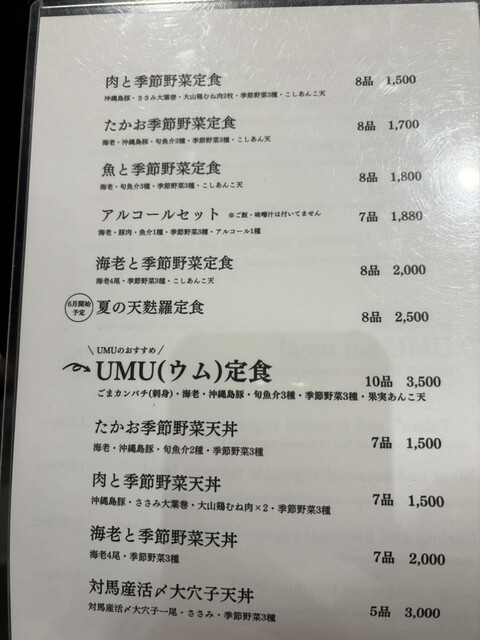 肉と季節野菜定食 8品 1,500
沖縄島豚・ささみ大葉巻・大山鶏むね肉2枚・季節野菜3種・こしあんこ天
たかお季節野菜定食 8品 1,700
海老・沖縄島豚・旬魚介2種・季節野菜3種・こしあん天
魚と季節野菜定食 8品 1,800
海老・旬魚介3種・季節野菜3種・こしあんこ天
アルコールセット ※ご飯・味噌汁は付いてません 7品 1,880
海老・豚肉・魚介1種・季節野菜3種・アルコール1種
海老と季節野菜定食 8品 2,000
海老4尾・季節野菜3種・こしあんこ天
6月開始予定 夏の天麩羅定食 8品 2,500
\ UMUのおすすめ /
UMU(ウム)定食 10品 3,500
ごまカンパチ(刺身)・海老・沖縄島豚・旬魚介3種・季節野菜3種・果実あんこ天
たかお季節野菜天丼 7品 1,500
海老・沖縄島豚・旬魚介2種・季節野菜3種
肉と季節野菜天丼 7品 1,500
沖縄島豚・ささみ大葉巻・大山鶏むね肉×2・季節野菜3種
海老と季節野菜天丼 7品 2,000
海老4尾・季節野菜3種
対馬産活〆大穴子天丼 5品 3,000
対馬産活〆大穴子一尾・ささみ・季節野菜3種